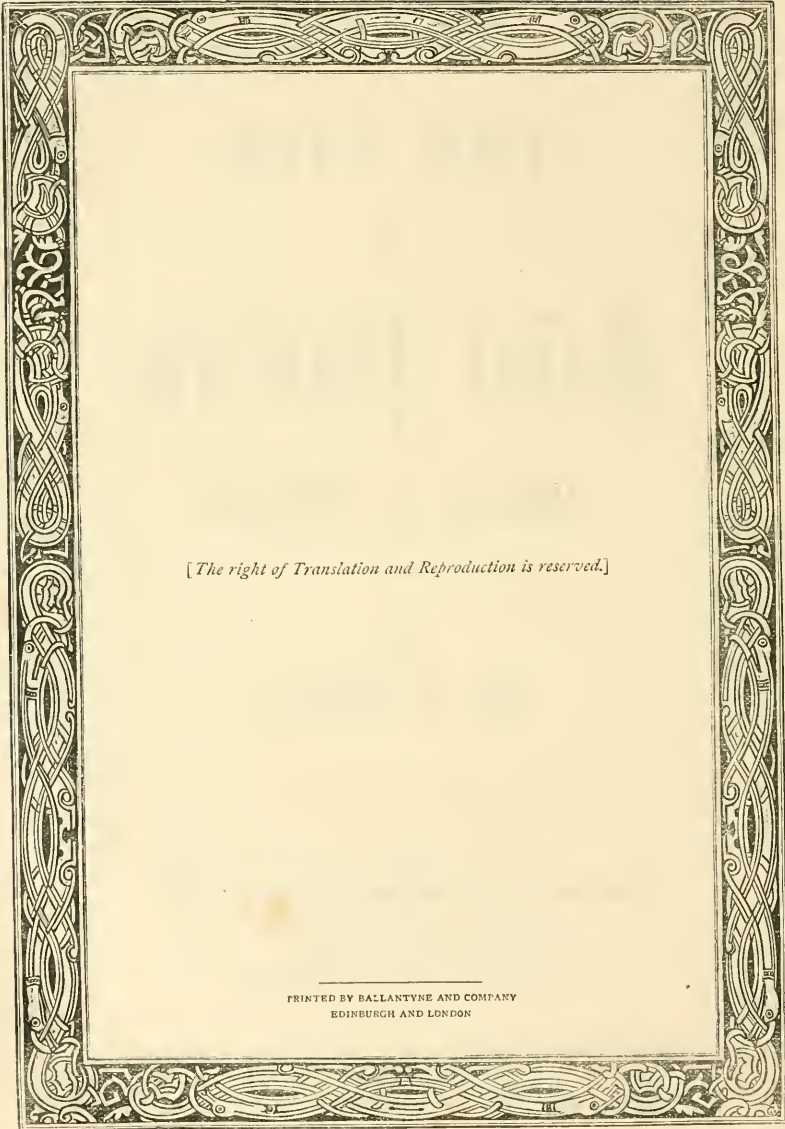 [The right of Translation and Reproduction is reserved.]
PRINTED BY BALLANTYNE AND COMPANY
EDINBURGH AND LONDON